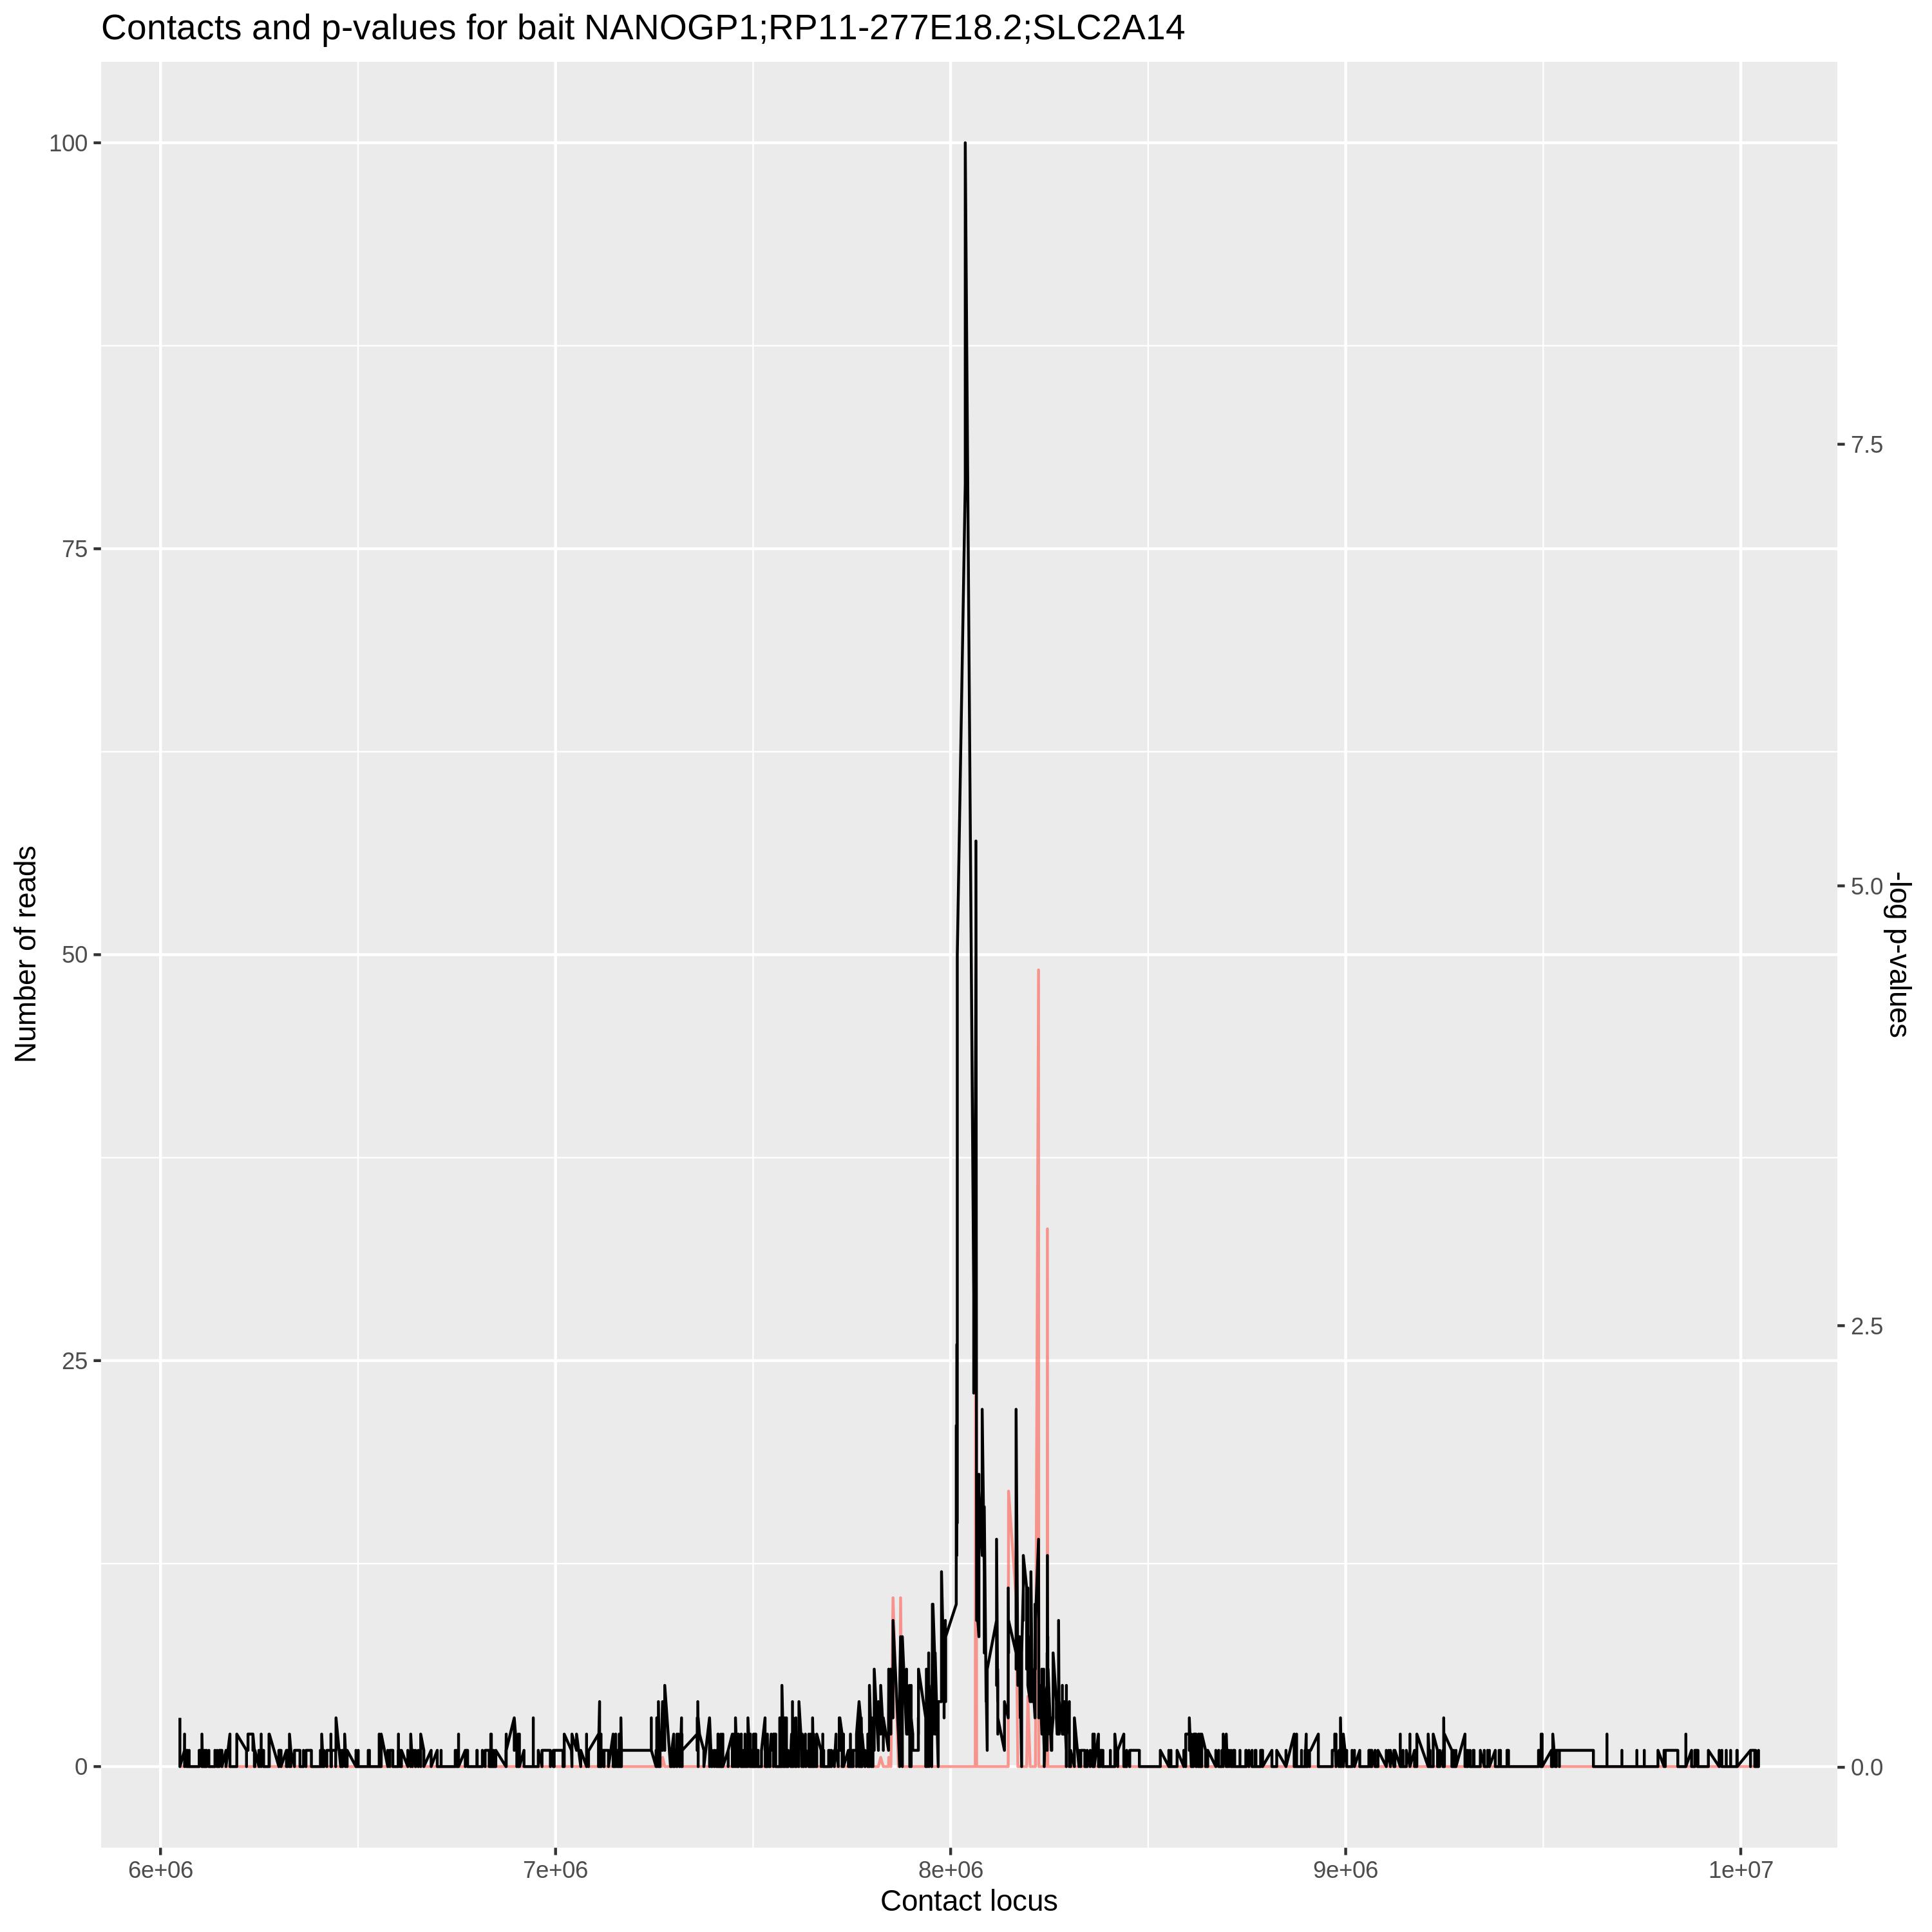 Contacts and p-values for bait NANOGP1;RP11-277E18.2;SLC2A14
100
75
50
25
0
Number of reads
7.5
5.0
2.5
0.0
-log p-values
6e+06
7e+06
8e+06
9e+06
1e+07
Contact locus